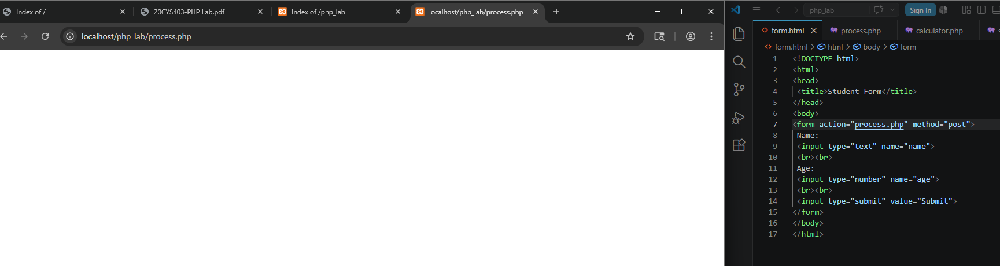 Index of /
20CYS403-PHP Lab.pdf
Index of /php_lab
localhost/php_lab/process.php
localhost/php_lab/process.php
php_lab
Sign In
form.html
process.php
calculator.php
s
form.html > html > body > form
1 <!DOCTYPE html>
2 <html>
3 <head>
4 <title>Student Form</title>
5 </head>
6 <body>
7 <form action="process.php" method="post">
8 Name:
9 <input type="text" name="name">
10 <br><br>
11 Age:
12 <input type="number" name="age">
13 <br><br>
14 <input type="submit" value="Submit">
15 </form>
16 </body>
17 </html>